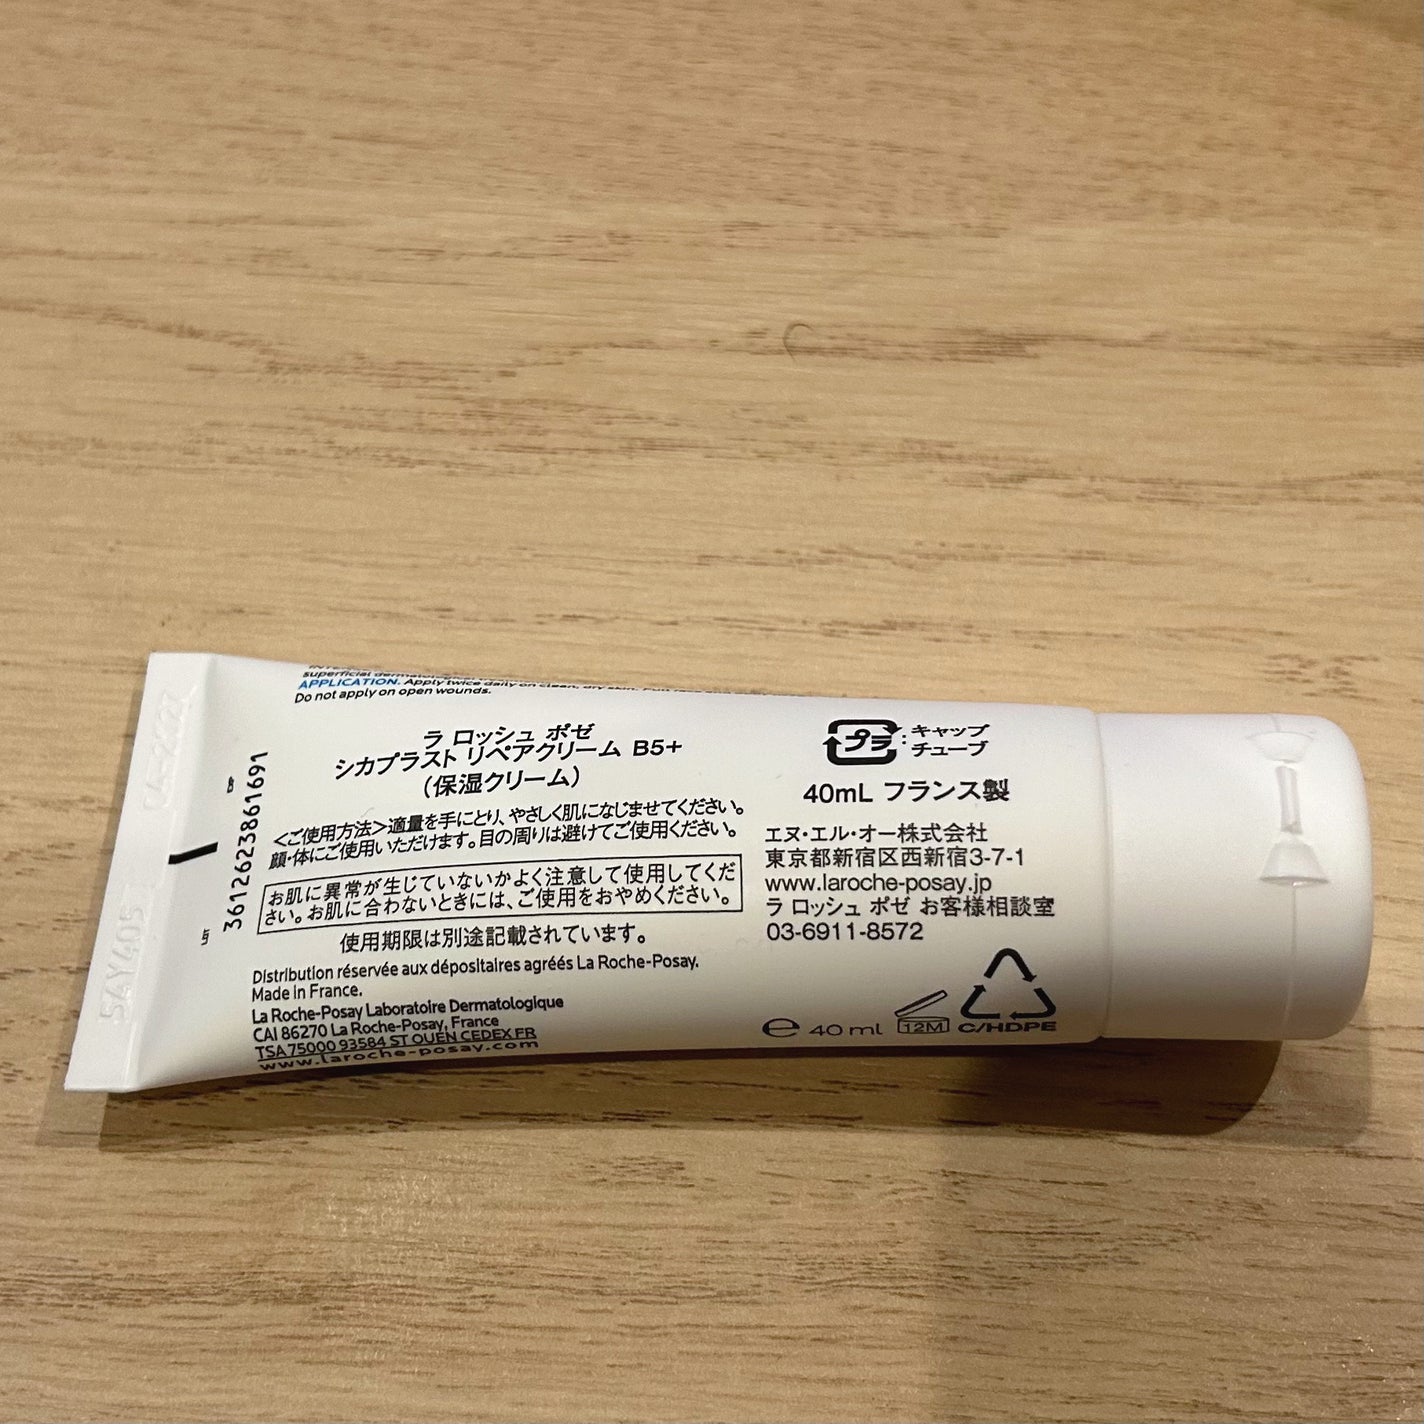 superficial
APPLICATION. Apply twice daily on clean, dry skin.
Do not apply on open wounds.
ラ ロッシュ ポゼ
シカプラスト リペアクリーム B5+
(保湿クリーム)
<ご使用方法>適量を手にとり、やさしく肌になじませてください。
顔・体にご使用いただけます。目の周りは避けてご使用ください。
お肌に異常が生じていないかよく注意して使用してくだ
さい。お肌に合わないときには、ご使用をおやめください。
使用期限は別途記載されています。
Distribution réservée aux dépositaires agréés La Roche-Posay.
Made in France.
La Roche-Posay Laboratoire Dermatologique
CAI 86270 La Roche-Posay, France
TSA 75000 93584 ST OUEN CEDEX FR
www.laroche-posay.com
プラ : キャップ
チューブ
40mL フランス製
エヌ・エル・オー株式会社
東京都新宿区西新宿3-7-1
www.laroche-posay.jp
ラ ロッシュ ポゼ お客様相談室
03-6911-8572
℮ 40 ml 12M C/HDPE
3612623861691
54Y405